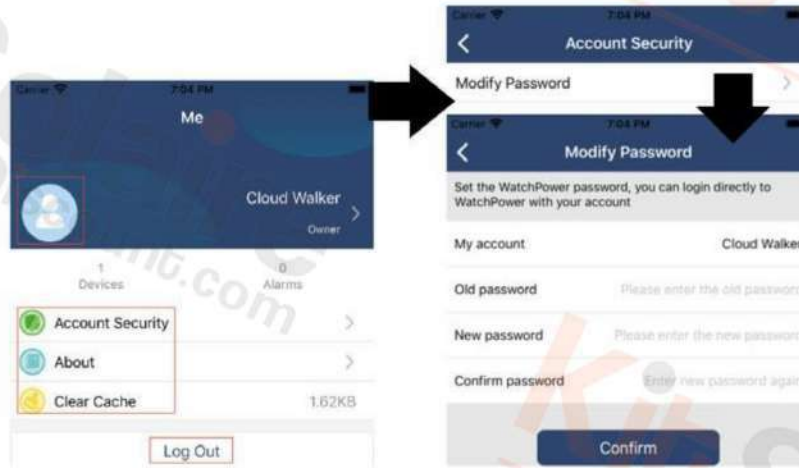 Carrier 7:04 PM
Me
Cloud Walker
Owner
1
Devices
0
Alarms
Account Security
About
Clear Cache 1.62KB
Log Out
Carrier 7:04 PM
Account Security
Modify Password
Carrier 7:04 PM
Modify Password
Set the WatchPower password, you can login directly to
WatchPower with your account
My account Cloud Walker
Old password Please enter the old password
New password Please enter the new password
Confirm password Enter new password again
Confirm